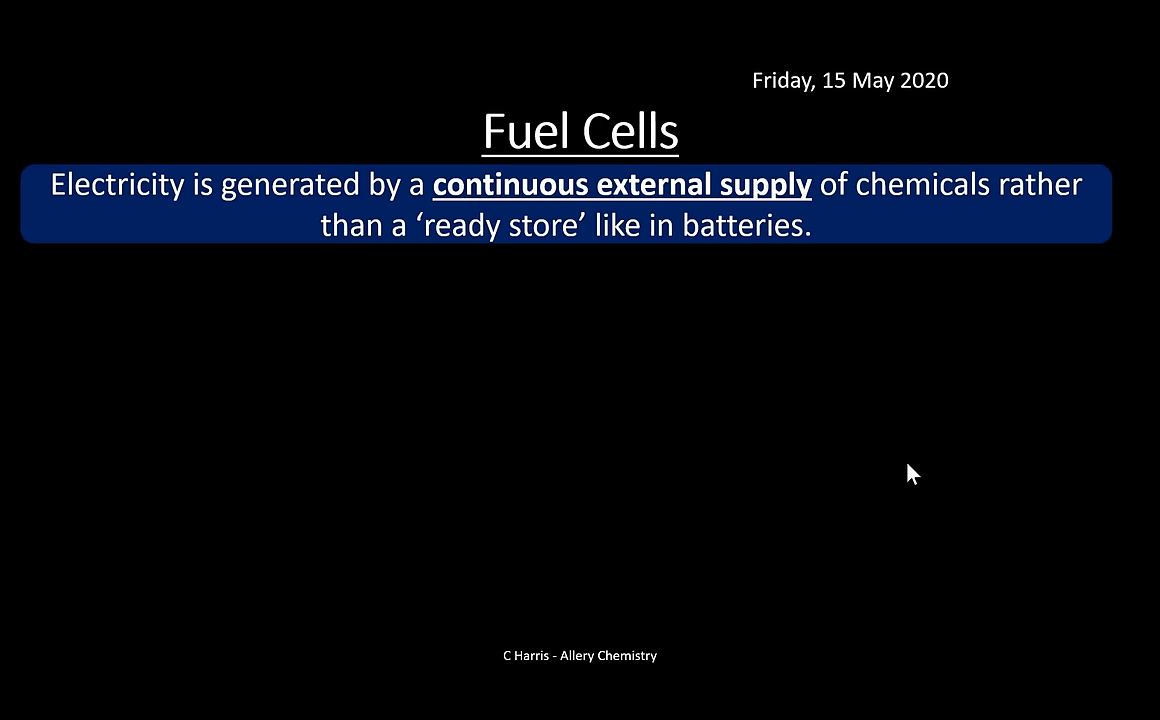 Friday, 15 May 2020
Fuel Cells
Electricity is generated by a continuous external supply of chemicals rather
than a ‘ready store’ like in batteries.
C Harris - Allery Chemistry